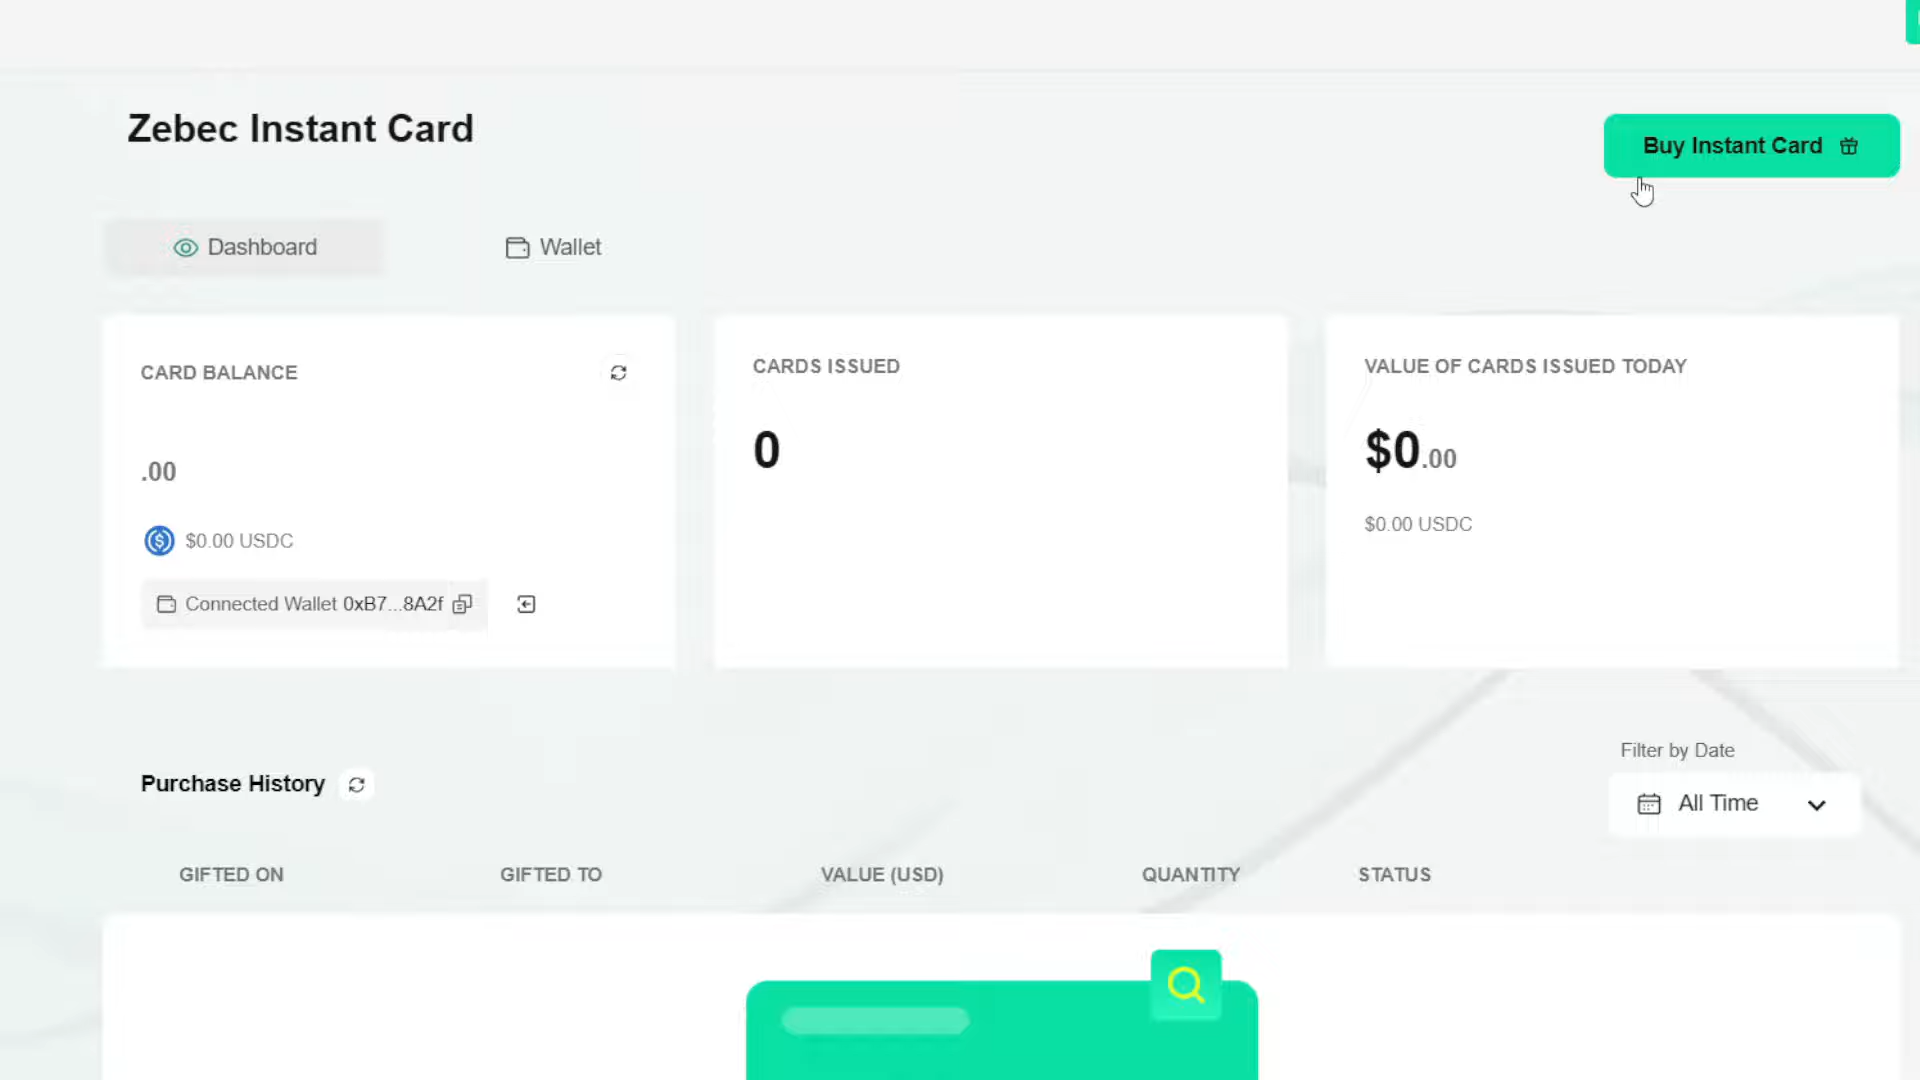 Zebec Instant Card
Buy Instant Card
Dashboard
Wallet
CARD BALANCE
.00
$0.00 USDC
Connected Wallet 0xB7...8A2f
CARDS ISSUED
0
VALUE OF CARDS ISSUED TODAY
$0.00
$0.00 USDC
Filter by Date
All Time
Purchase History
GIFTED ON
GIFTED TO
VALUE (USD)
QUANTITY
STATUS